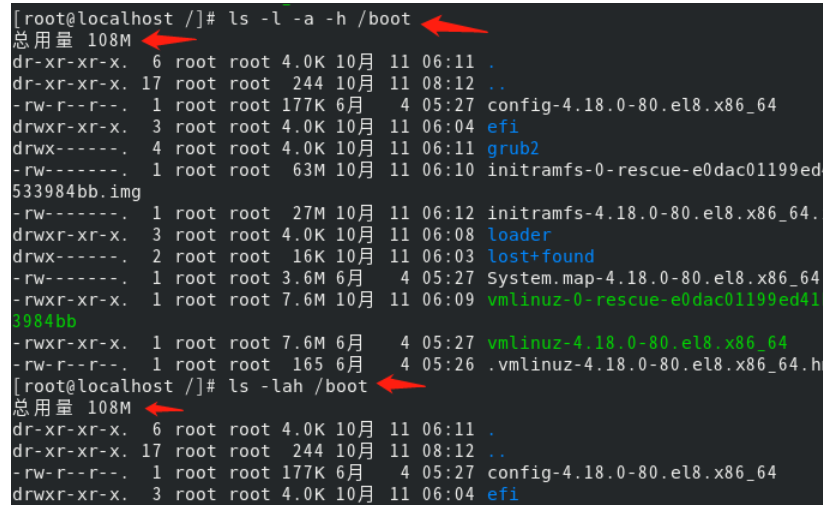 [root@localhost /]# ls -l -a -h /boot
总用量 108M
dr-xr-xr-x.  6 root root 4.0K 10月  11 06:11 .
dr-xr-xr-x. 17 root root  244 10月  11 08:12 ..
-rw-r--r--.  1 root root 177K 6月    4 05:27 config-4.18.0-80.el8.x86_64
drwxr-xr-x.  3 root root 4.0K 10月  11 06:04 efi
drwx------.  4 root root 4.0K 10月  11 06:11 grub2
-rw-------.  1 root root  63M 10月  11 06:10 initramfs-0-rescue-e0dac01199ed4
533984bb.img
-rw-------.  1 root root  27M 10月  11 06:12 initramfs-4.18.0-80.el8.x86_64.
drwxr-xr-x.  3 root root 4.0K 10月  11 06:08 loader
drwx------.  2 root root  16K 10月  11 06:03 lost+found
-rw-------.  1 root root 3.6M 6月    4 05:27 System.map-4.18.0-80.el8.x86_64
-rwxr-xr-x.  1 root root 7.6M 10月  11 06:09 vmlinuz-0-rescue-e0dac01199ed41
3984bb
-rwxr-xr-x.  1 root root 7.6M 6月    4 05:27 vmlinuz-4.18.0-80.el8.x86_64
-rw-r--r--.  1 root root  165 6月    4 05:26 .vmlinuz-4.18.0-80.el8.x86_64.hm
[root@localhost /]# ls -lah /boot
总用量 108M
dr-xr-xr-x.  6 root root 4.0K 10月  11 06:11 .
dr-xr-xr-x. 17 root root  244 10月  11 08:12 ..
-rw-r--r--.  1 root root 177K 6月    4 05:27 config-4.18.0-80.el8.x86_64
drwxr-xr-x.  3 root root 4.0K 10月  11 06:04 efi